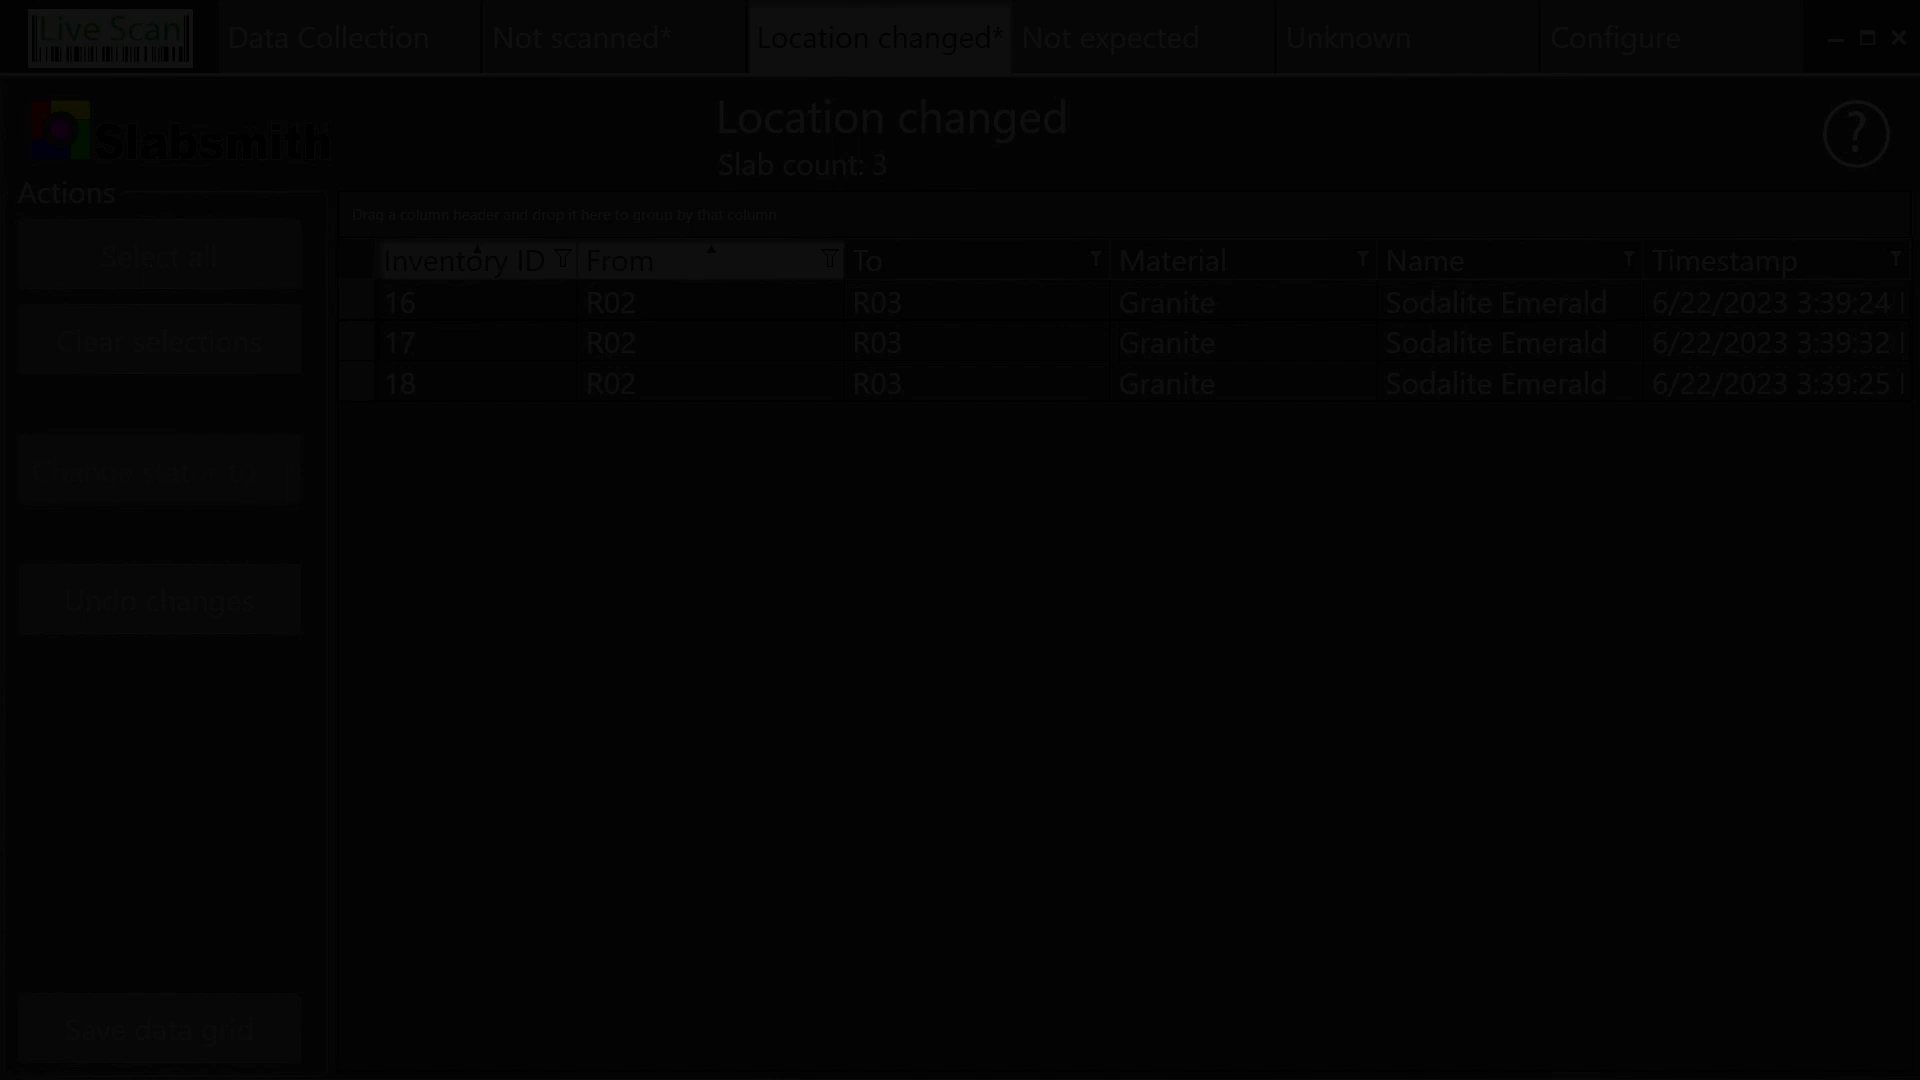 Live Scan
Data Collection
Not scanned*
Location changed*
Not expected
Unknown
Configure
Slabsmith
Location changed
Slab count: 3
?
Actions
Select all
Clear selections
Undo changes
Save data grid
Drag a column header and drop it here to group by that column
Inventory ID From To Material Name Timestamp
16 R02 R03 Granite Sodalite Emerald 6/22/2023 3:39:24
17 R02 R03 Granite Sodalite Emerald 6/22/2023 3:39:32
18 R02 R03 Granite Sodalite Emerald 6/22/2023 3:39:25